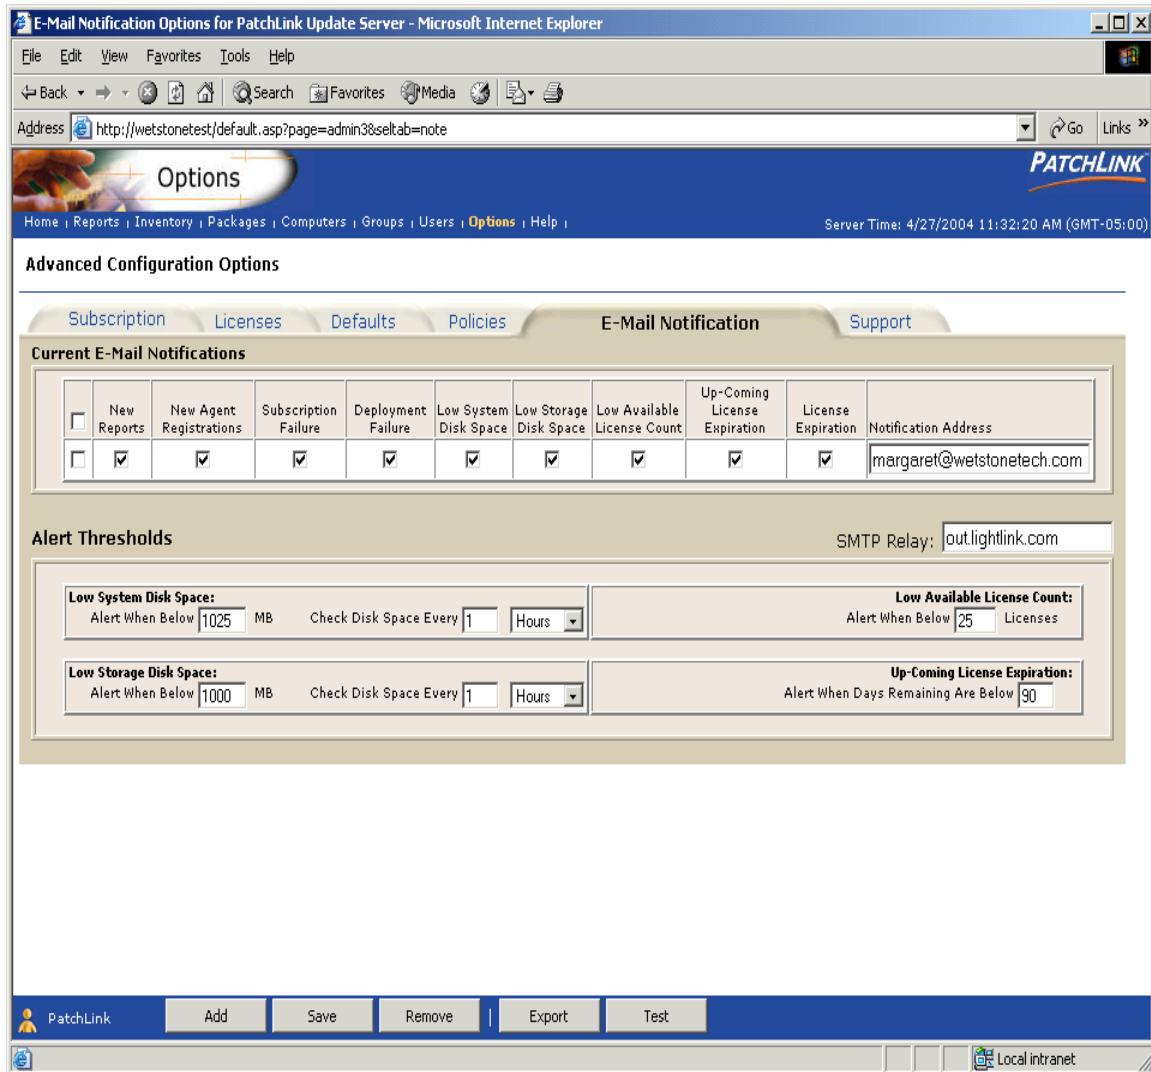 E-Mail Notification Options for PatchLink Update Server - Microsoft Internet Explorer
File Edit View Favorites Tools Help
Back Search Favorites Media
Address http://wetstonetest/default.asp?page=admin3&seltab=note Go Links »
Options PATCHLINK
Home | Reports | Inventory | Packages | Computers | Groups | Users | Options | Help | Server Time: 4/27/2004 11:32:20 AM (GMT-05:00)
Advanced Configuration Options
Subscription Licenses Defaults Policies E-Mail Notification Support
Current E-Mail Notifications
New Reports New Agent Registrations Subscription Failure Deployment Failure Low System Disk Space Low Storage Disk Space Low Available License Count Up-Coming License Expiration License Expiration Notification Address
margaret@wetstonetech.com
Alert Thresholds SMTP Relay: out.lightlink.com
Low System Disk Space: Low Available License Count:
Alert When Below 1025 MB Check Disk Space Every 1 Hours Alert When Below 25 Licenses
Low Storage Disk Space: Up-Coming License Expiration:
Alert When Below 1000 MB Check Disk Space Every 1 Hours Alert When Days Remaining Are Below 90
PatchLink Add Save Remove | Export Test
Local intranet